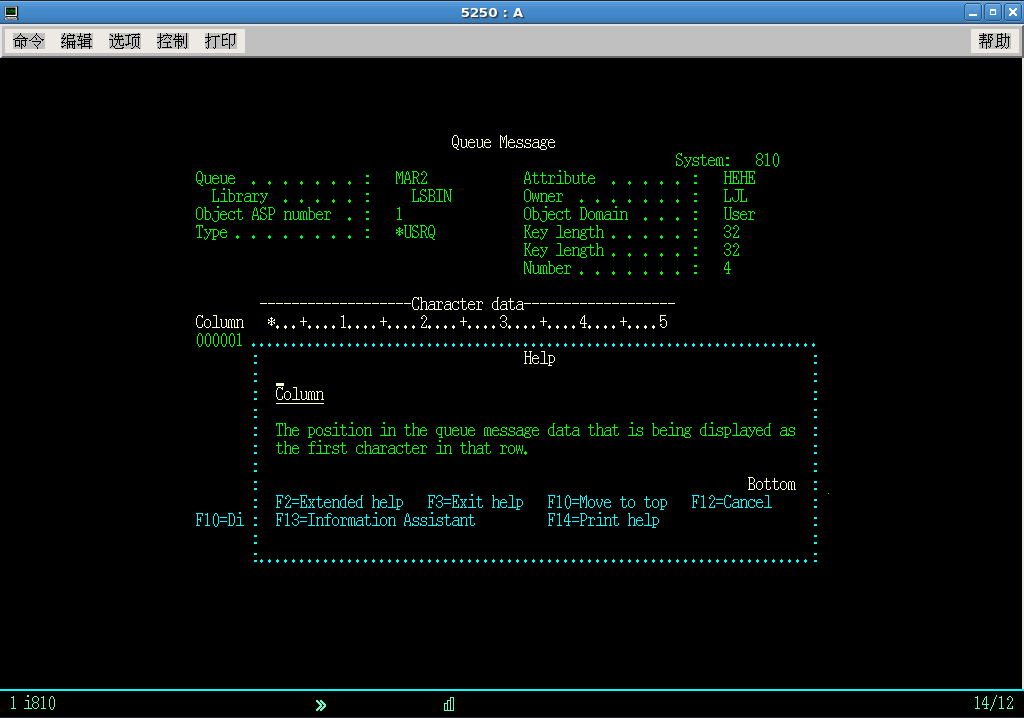 5250 : A
命令 编辑 选项 控制 打印 帮助
Queue Message
System: 810
Queue . . . . . . . : MAR2 Attribute . . . . . : HEHE
Library . . . . . : LSBIN Owner . . . . . . . : LJL
Object ASP number . : 1 Object Domain . . . : User
Type . . . . . . . . : *USRQ Key length . . . . . : 32
Key length . . . . . : 32
Number . . . . . . . : 4
-------------------Character data-------------------
Column *...+....1....+....2....+....3....+....4....+....5
000001
Help
Column
The position in the queue message data that is being displayed as
the first character in that row.
Bottom
F2=Extended help F3=Exit help F10=Move to top F12=Cancel
F10=Di F13=Information Assistant F14=Print help
1 i810 14/12